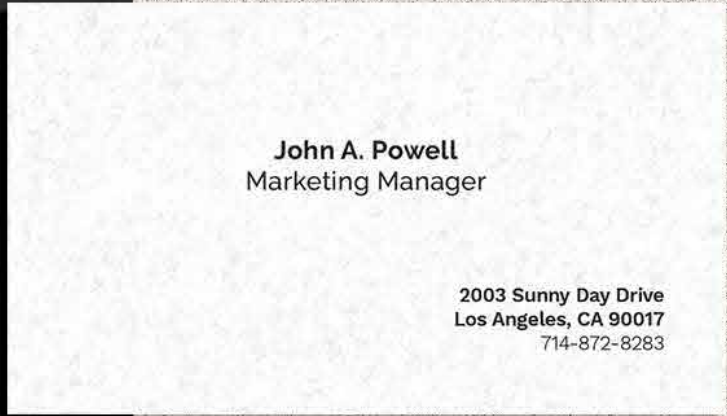 John A. Powell
Marketing Manager
2003 Sunny Day Drive
Los Angeles, CA 90017
714-872-8283